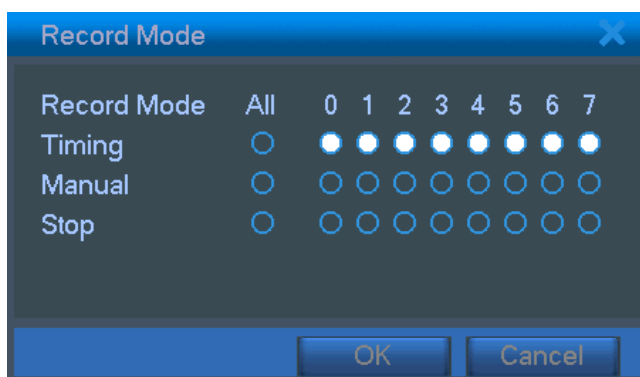 Record Mode
Record Mode All 0 1 2 3 4 5 6 7
Timing
Manual
Stop
OK Cancel